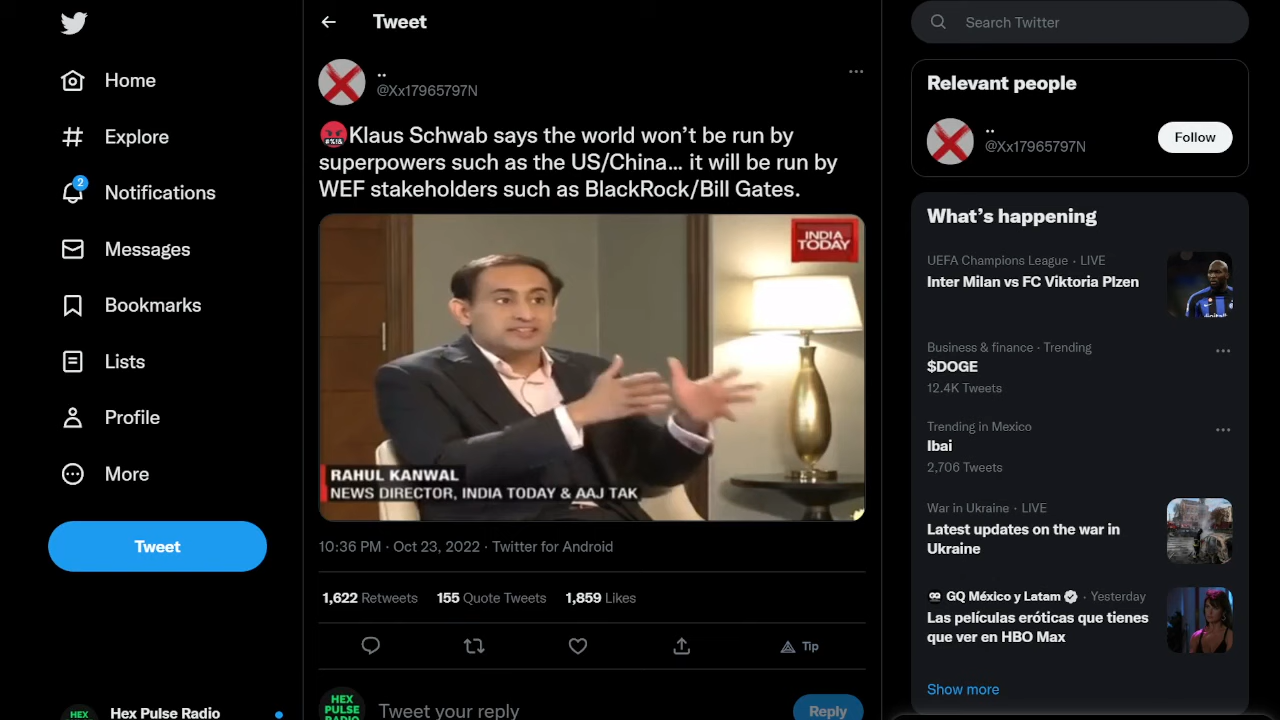 Home
Explore
2
Notifications
Messages
Bookmarks
Lists
Profile
More
Tweet
HEX
Hex Pulse Radio
Tweet
..
@Xx17965797N
Klaus Schwab says the world won't be run by
superpowers such as the US/China... it will be run by
WEF stakeholders such as BlackRock/Bill Gates.
INDIA
TODAY
RAHUL KANWAL
NEWS DIRECTOR, INDIA TODAY & AAJ TAK
10:36 PM · Oct 23, 2022 · Twitter for Android
1,622 Retweets 155 Quote Tweets 1,859 Likes
Tip
HEX
PULSE
RADIO
Tweet your reply
Reply
Search Twitter
Relevant people
..
@Xx17965797N
Follow
What's happening
UEFA Champions League · LIVE
Inter Milan vs FC Viktoria Plzen
Business & finance · Trending
$DOGE
12.4K Tweets
Trending in Mexico
Ibai
2,706 Tweets
War in Ukraine · LIVE
Latest updates on the war in
Ukraine
GQ México y Latam · Yesterday
Las películas eróticas que tienes
que ver en HBO Max
Show more